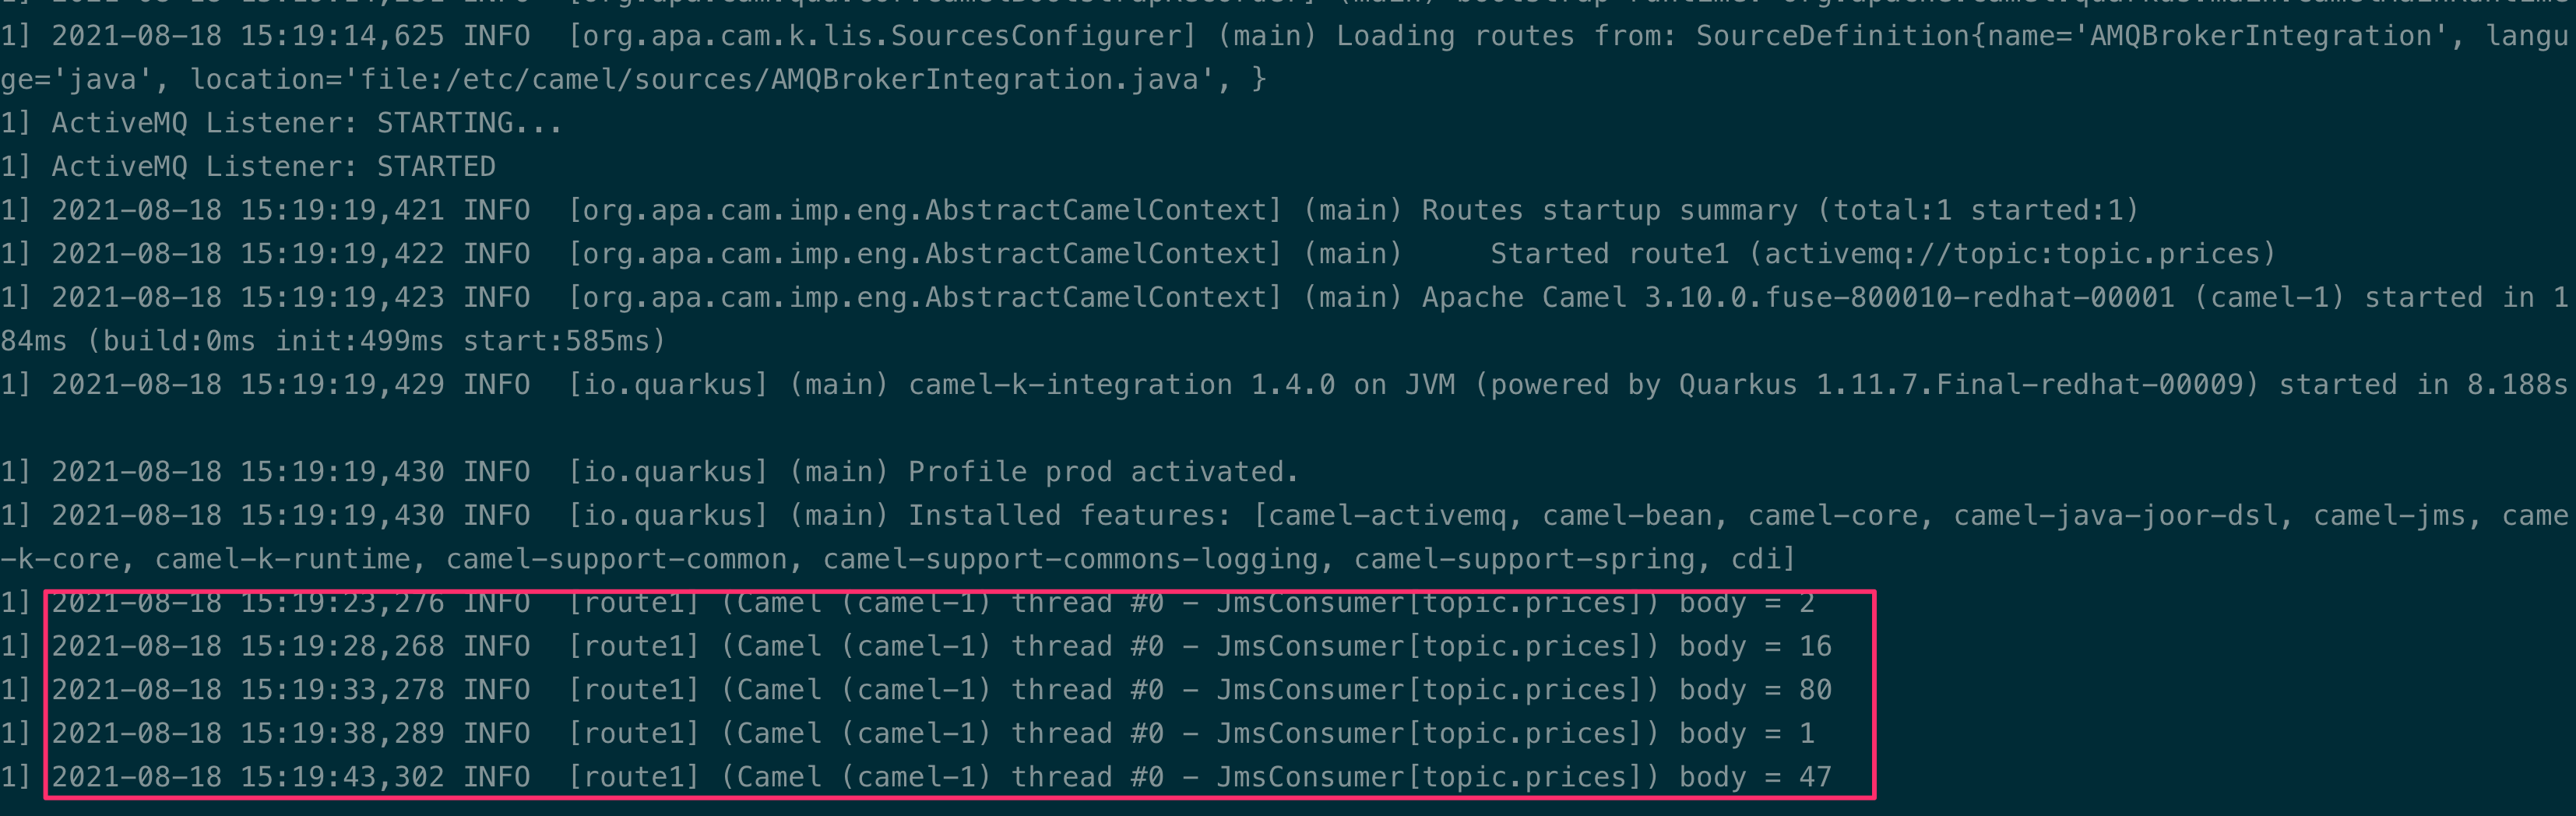 1] 2021-08-18 15:19:14,625 INFO  [org.apa.cam.k.lis.SourcesConfigurer] (main) Loading routes from: SourceDefinition{name='AMQBrokerIntegration', langu
ge='java', location='file:/etc/camel/sources/AMQBrokerIntegration.java', }
1] ActiveMQ Listener: STARTING...
1] ActiveMQ Listener: STARTED
1] 2021-08-18 15:19:19,421 INFO  [org.apa.cam.imp.eng.AbstractCamelContext] (main) Routes startup summary (total:1 started:1)
1] 2021-08-18 15:19:19,422 INFO  [org.apa.cam.imp.eng.AbstractCamelContext] (main)     Started route1 (activemq://topic:topic.prices)
1] 2021-08-18 15:19:19,423 INFO  [org.apa.cam.imp.eng.AbstractCamelContext] (main) Apache Camel 3.10.0.fuse-800010-redhat-00001 (camel-1) started in 1
84ms (build:0ms init:499ms start:585ms)
1] 2021-08-18 15:19:19,429 INFO  [io.quarkus] (main) camel-k-integration 1.4.0 on JVM (powered by Quarkus 1.11.7.Final-redhat-00009) started in 8.188s
1] 2021-08-18 15:19:19,430 INFO  [io.quarkus] (main) Profile prod activated.
1] 2021-08-18 15:19:19,430 INFO  [io.quarkus] (main) Installed features: [camel-activemq, camel-bean, camel-core, camel-java-joor-dsl, camel-jms, came
-k-core, camel-k-runtime, camel-support-common, camel-support-commons-logging, camel-support-spring, cdi]
1] 2021-08-18 15:19:23,276 INFO  [route1] (Camel (camel-1) thread #0 - JmsConsumer[topic.prices]) body = 2
1] 2021-08-18 15:19:28,268 INFO  [route1] (Camel (camel-1) thread #0 - JmsConsumer[topic.prices]) body = 16
1] 2021-08-18 15:19:33,278 INFO  [route1] (Camel (camel-1) thread #0 - JmsConsumer[topic.prices]) body = 80
1] 2021-08-18 15:19:38,289 INFO  [route1] (Camel (camel-1) thread #0 - JmsConsumer[topic.prices]) body = 1
1] 2021-08-18 15:19:43,302 INFO  [route1] (Camel (camel-1) thread #0 - JmsConsumer[topic.prices]) body = 47